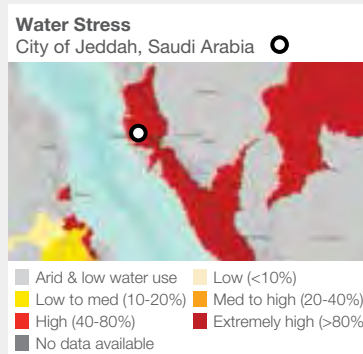 Water Stress
City of Jeddah, Saudi Arabia
Arid & low water use
Low (<10%)
Low to med (10-20%)
Med to high (20-40%)
High (40-80%)
Extremely high (>80%
No data available